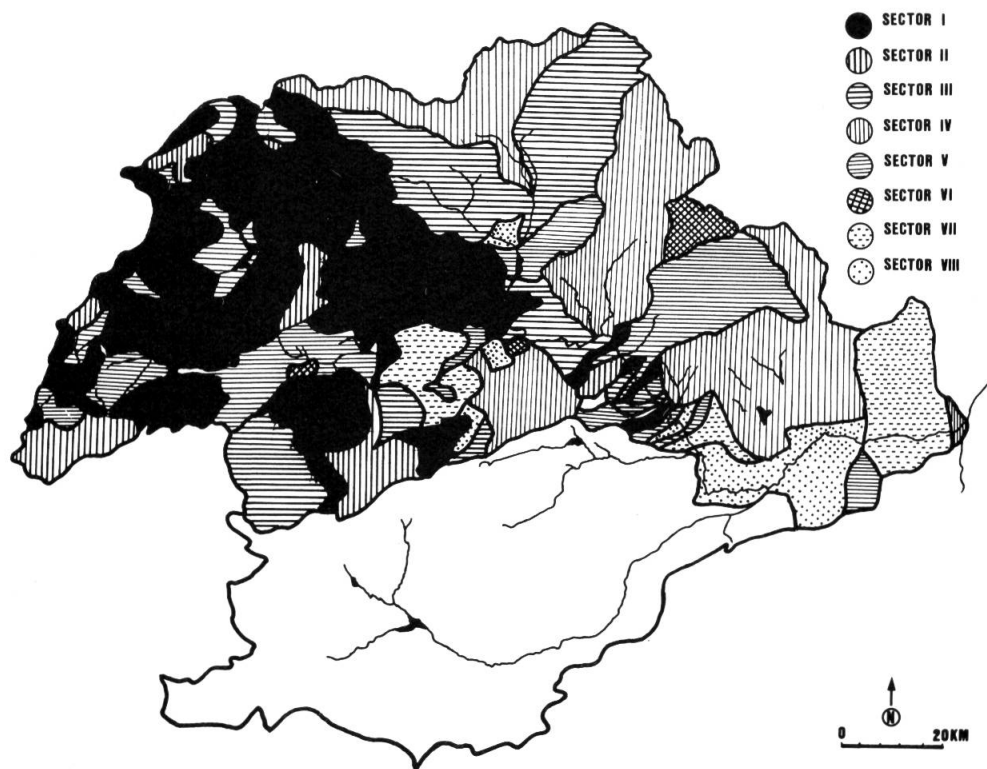 SECTOR I
SECTOR II
SECTOR III
SECTOR IV
SECTOR V
SECTOR VI
SECTOR VII
SECTOR VIII
N
0 20KM